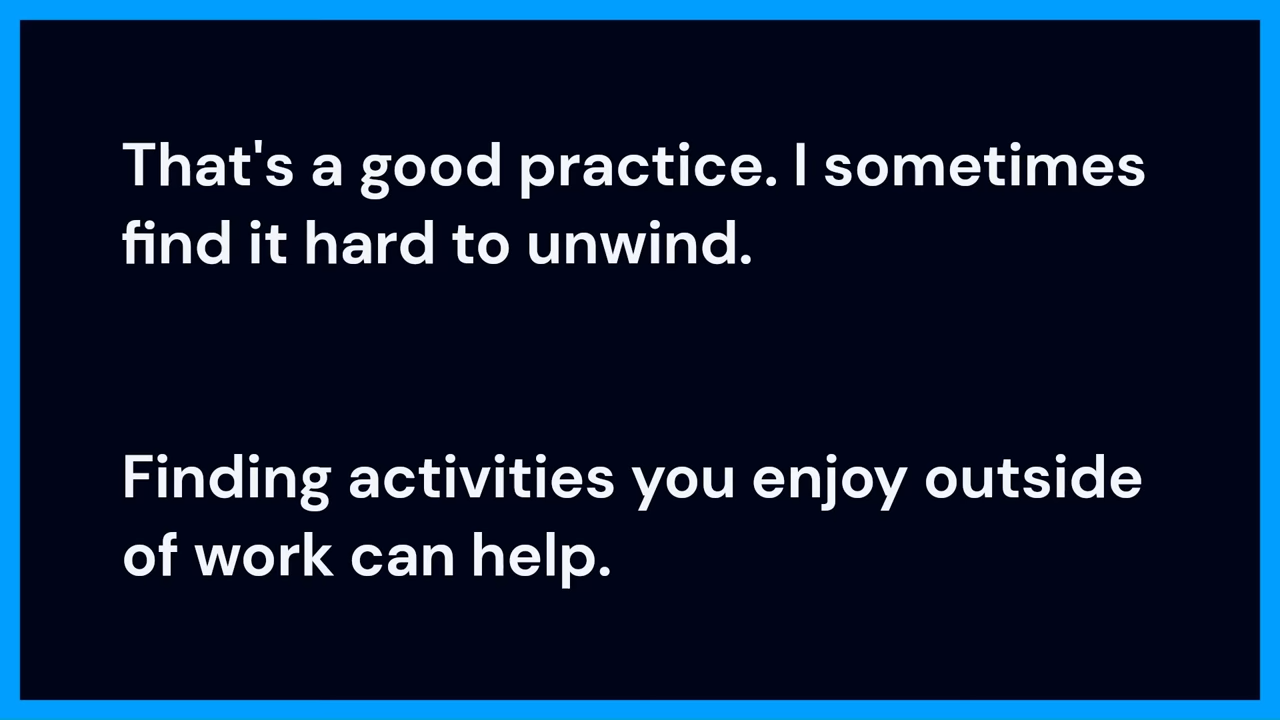 That's a good practice. I sometimes
find it hard to unwind.
Finding activities you enjoy outside
of work can help.